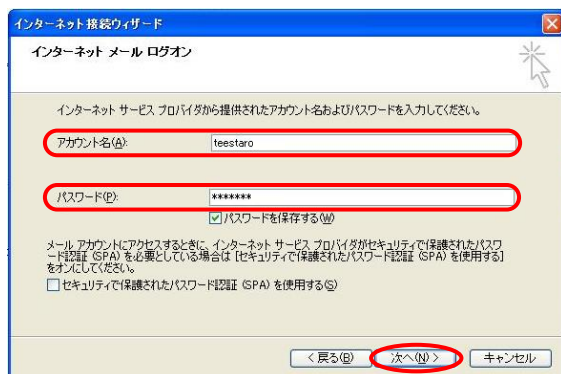 インターネット接続ウィザード
インターネット メール ログオン
インターネット サービス プロバイダから提供されたアカウント名およびパスワードを入力してください。
アカウント名(A): teestaro
パスワード(P): *******
パスワードを保存する(W)
メール アカウントにアクセスするときに、インターネット サービス プロバイダがセキュリティで保護されたパスワ
ード認証 (SPA) を必要としている場合は [セキュリティで保護されたパスワード認証 (SPA) を使用する]
をオンにしてください。
セキュリティで保護されたパスワード認証 (SPA) を使用する(S)
< 戻る(B) 次へ(N) > キャンセル